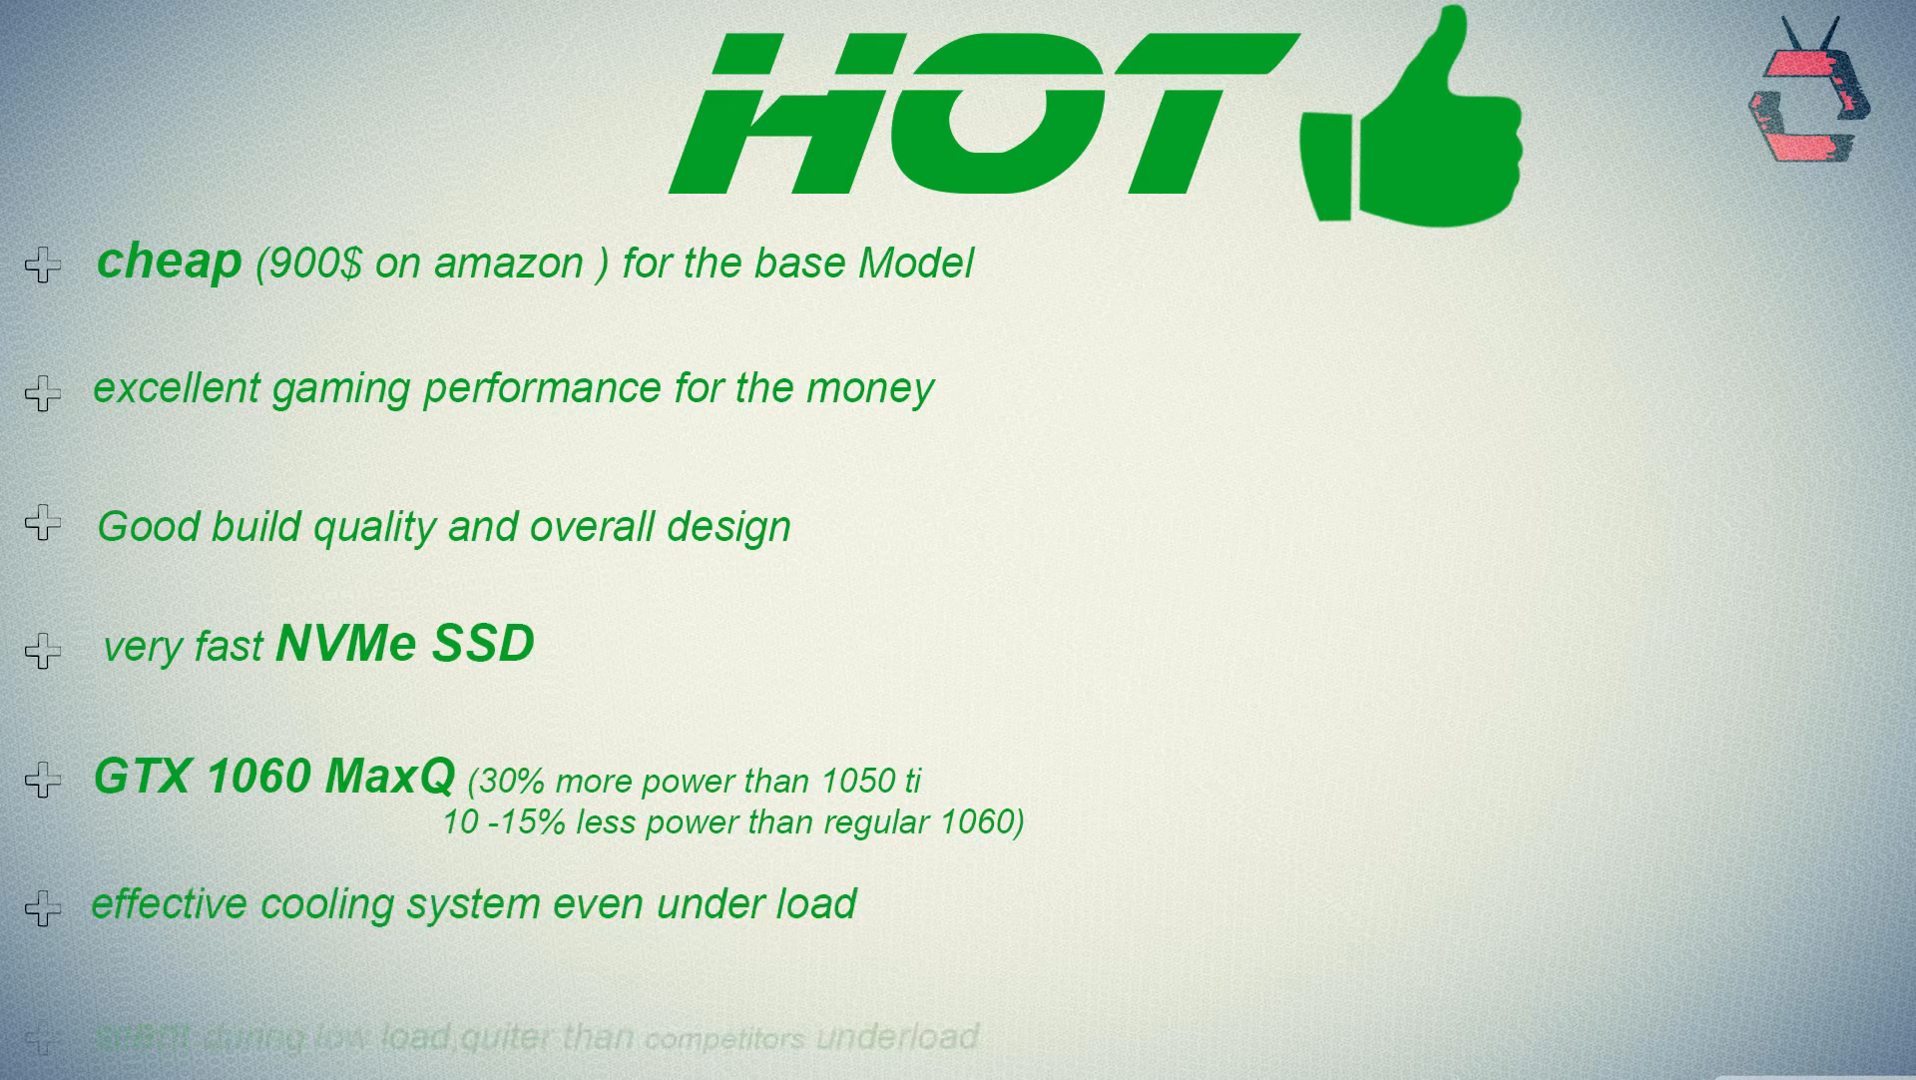 HOT
cheap (900$ on amazon ) for the base Model
excellent gaming performance for the money
Good build quality and overall design
very fast NVMe SSD
GTX 1060 MaxQ (30% more power than 1050 ti
10 -15% less power than regular 1060)
effective cooling system even under load
during low load,quiter than competitors underload